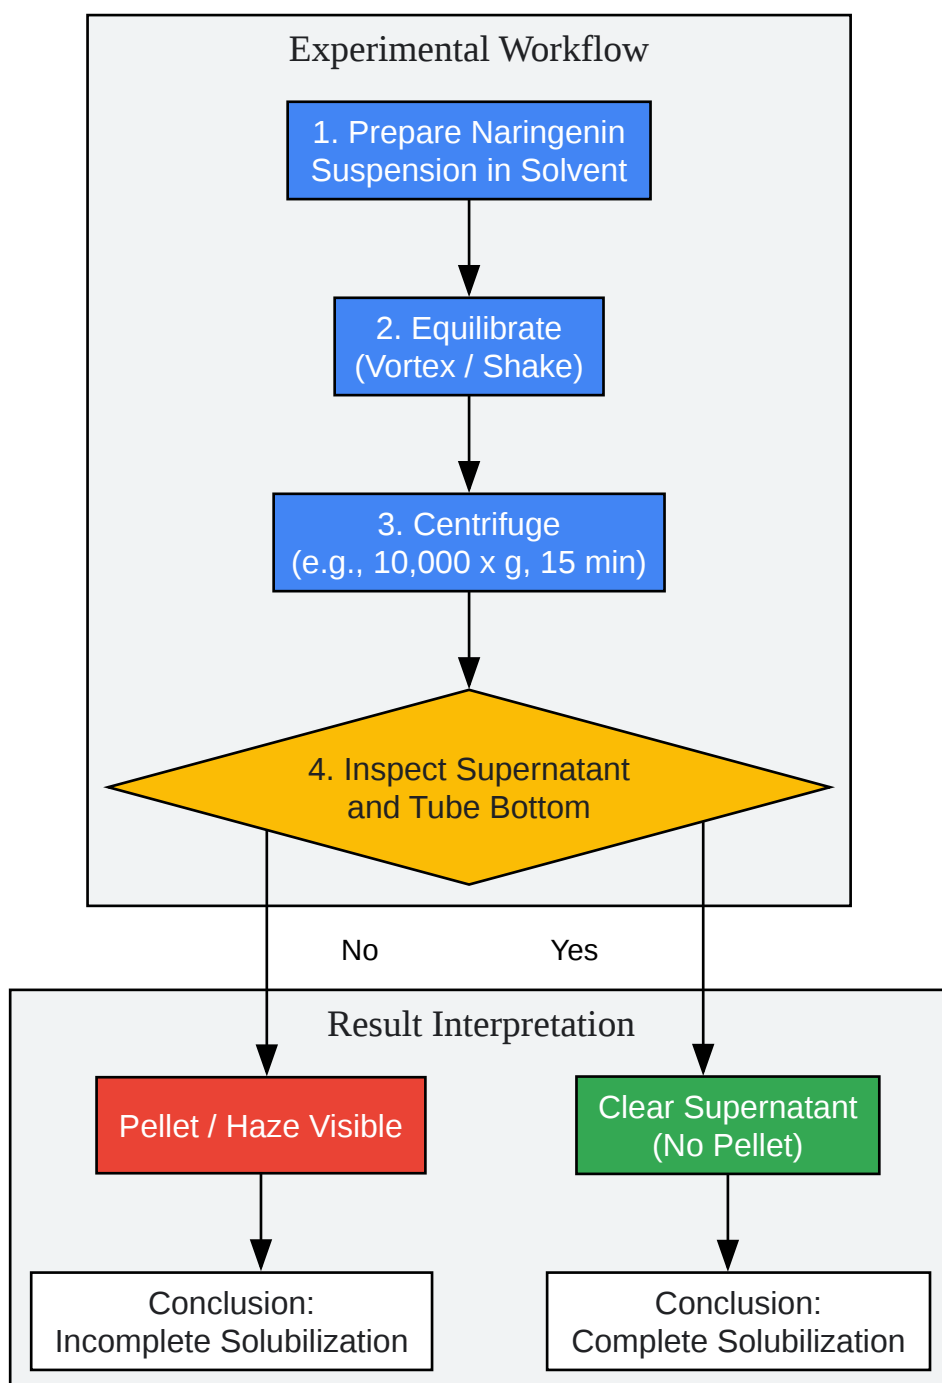 Experimental Workflow
1. Prepare Naringenin
Suspension in Solvent
2. Equilibrate
(Vortex / Shake)
3. Centrifuge
(e.g., 10,000 x g, 15 min)
4. Inspect Supernatant
and Tube Bottom
No
Yes
Result Interpretation
Pellet / Haze Visible
Clear Supernatant
(No Pellet)
Conclusion:
Incomplete Solubilization
Conclusion:
Complete Solubilization